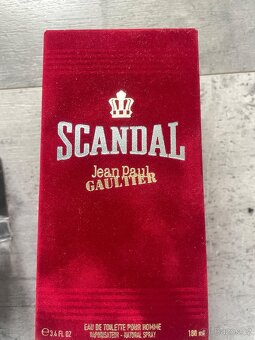 SCANDAL
Jean Paul
GAULTIER
EAU DE TOILETTE POUR HOMME
VAPORISATEUR - NATURAL SPRAY
e 3.4 FL OZ
100 ml